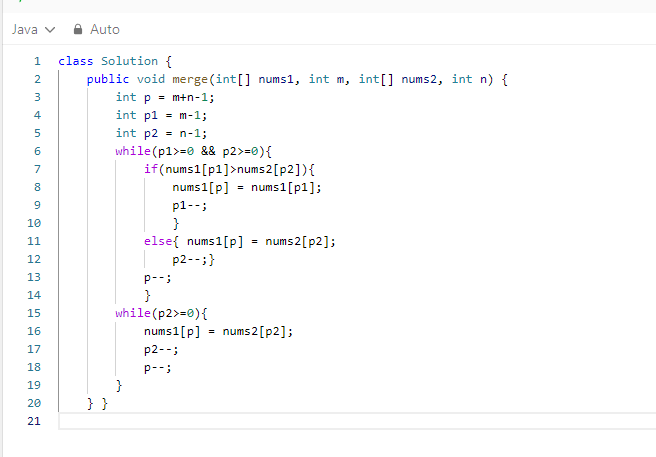 Java Auto
1 class Solution {
2 public void merge(int[] nums1, int m, int[] nums2, int n) {
3 int p = m+n-1;
4 int p1 = m-1;
5 int p2 = n-1;
6 while(p1>=0 && p2>=0){
7 if(nums1[p1]>nums2[p2]){
8 nums1[p] = nums1[p1];
9 p1--;
10 }
11 else{ nums1[p] = nums2[p2];
12 p2--;}
13 p--;
14 }
15 while(p2>=0){
16 nums1[p] = nums2[p2];
17 p2--;
18 p--;
19 }
20 } }
21